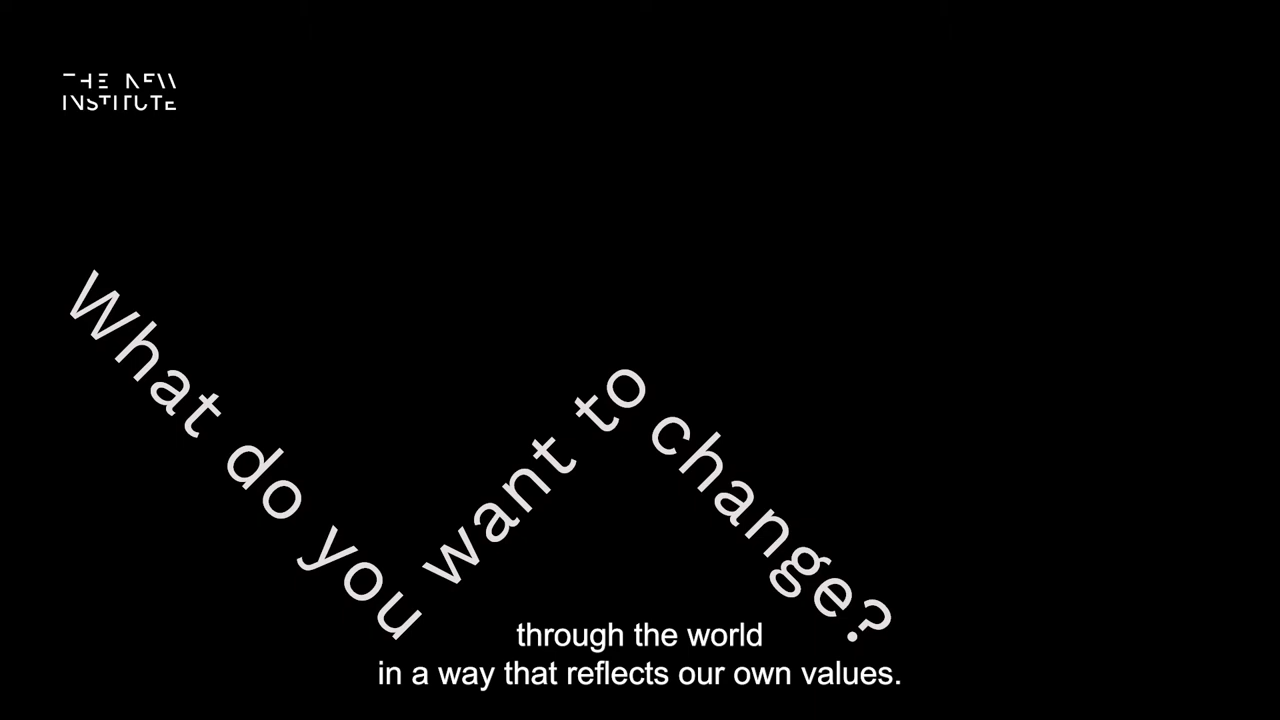 THE NEW
INSTITUTE
What do you
want to
change?
through the world
in a way that reflects our own values.